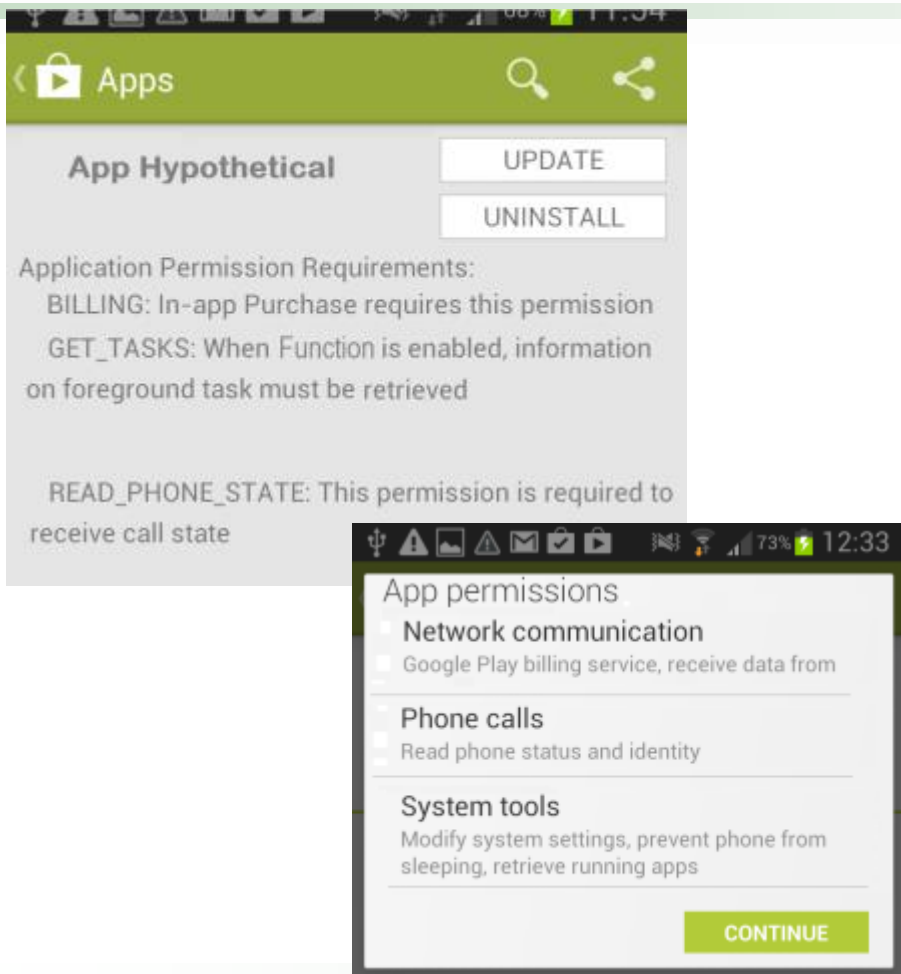 Apps
App Hypothetical
UPDATE
UNINSTALL
Application Permission Requirements:
BILLING: In-app Purchase requires this permission
GET_TASKS: When Function is enabled, information
on foreground task must be retrieved
READ_PHONE_STATE: This permission is required to
receive call state
73% 12:33
App permissions
Network communication
Google Play billing service, receive data from
Phone calls
Read phone status and identity
System tools
Modify system settings, prevent phone from
sleeping, retrieve running apps
CONTINUE